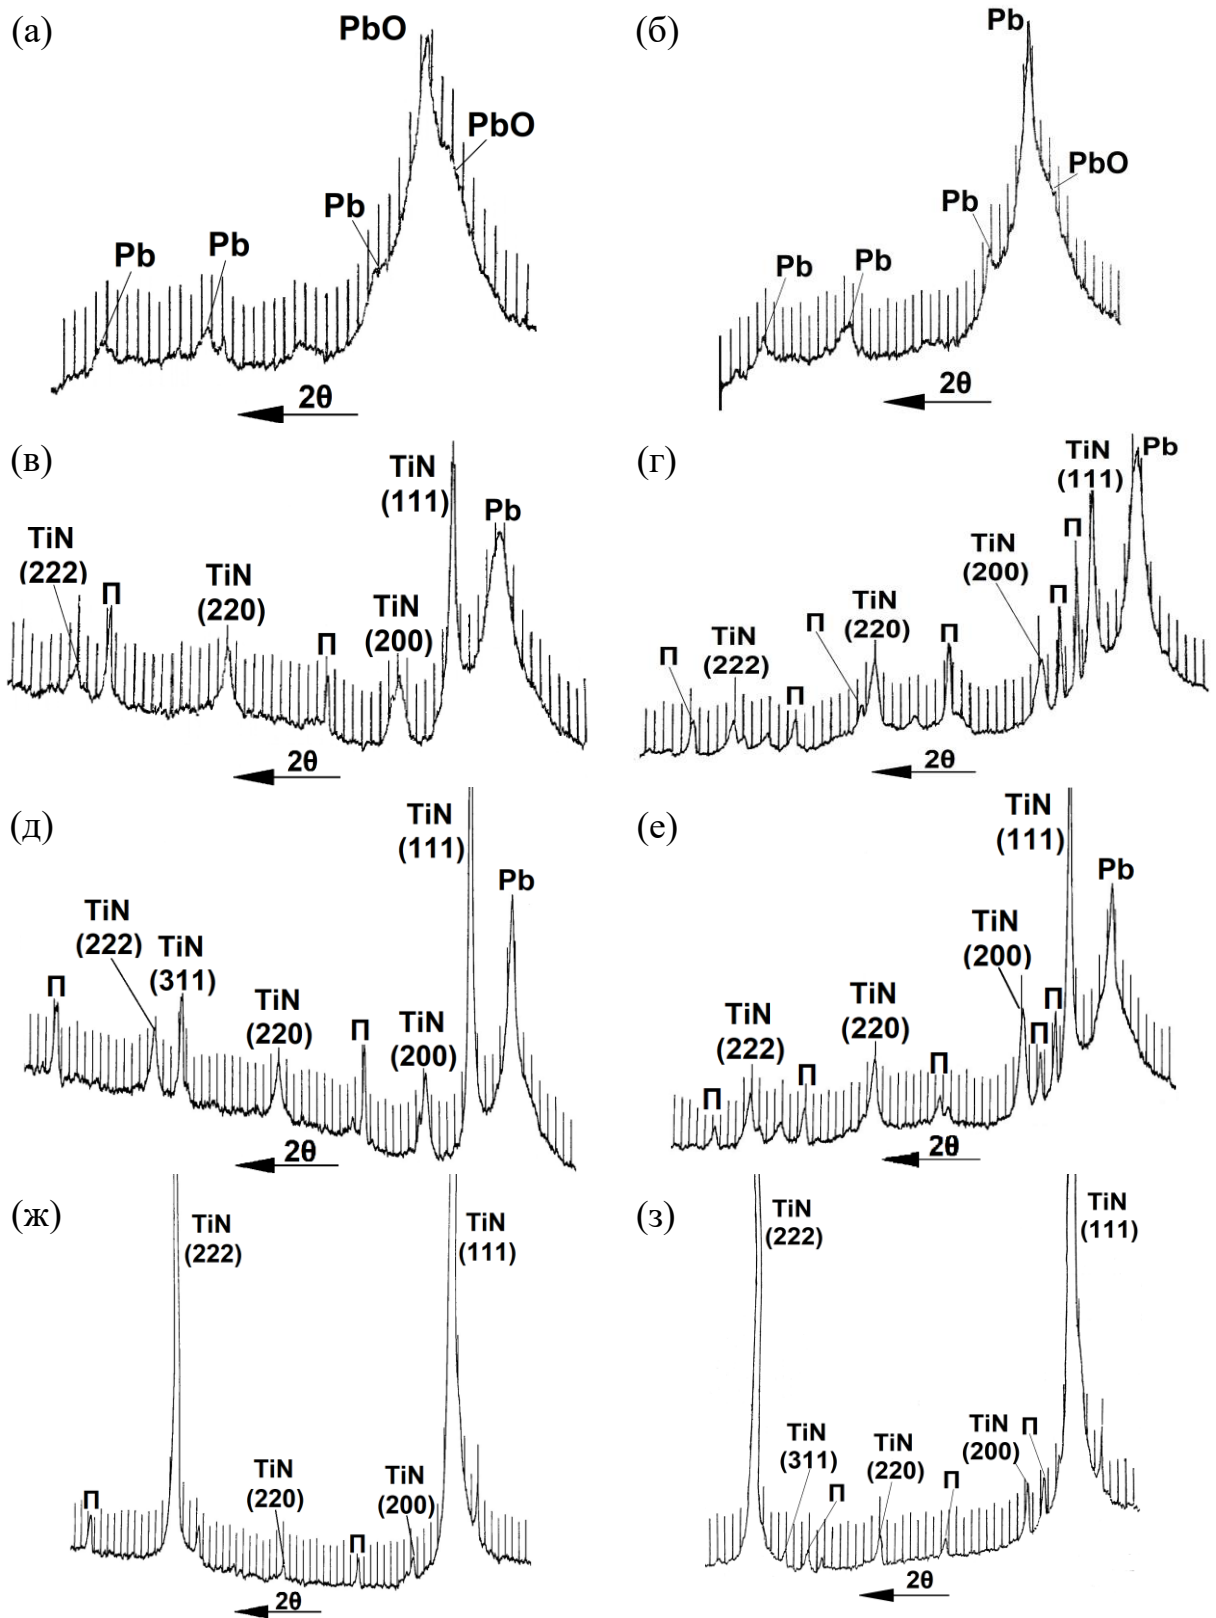 (а)
PbO
PbO
Pb
Pb
Pb
2θ
(б)
Pb
PbO
Pb
Pb
Pb
2θ
(в)
TiN
(111)
Pb
TiN
(222)
П
TiN
(220)
П
TiN
(200)
2θ
(г)
TiN
(111)
Pb
П
TiN
(200)
П
TiN
(220)
П
П
TiN
(222)
П
П
2θ
(д)
TiN
(111)
Pb
TiN
(222)
TiN
(311)
П
TiN
(220)
П
TiN
(200)
2θ
(е)
TiN
(111)
Pb
TiN
(200)
П
П
TiN
(220)
П
TiN
(222)
П
П
2θ
(ж)
TiN
(222)
TiN
(111)
TiN
(220)
TiN
(200)
П
П
2θ
(з)
TiN
(222)
TiN
(111)
TiN
(311)
TiN
(220)
TiN
(200)
П
П
П
2θ